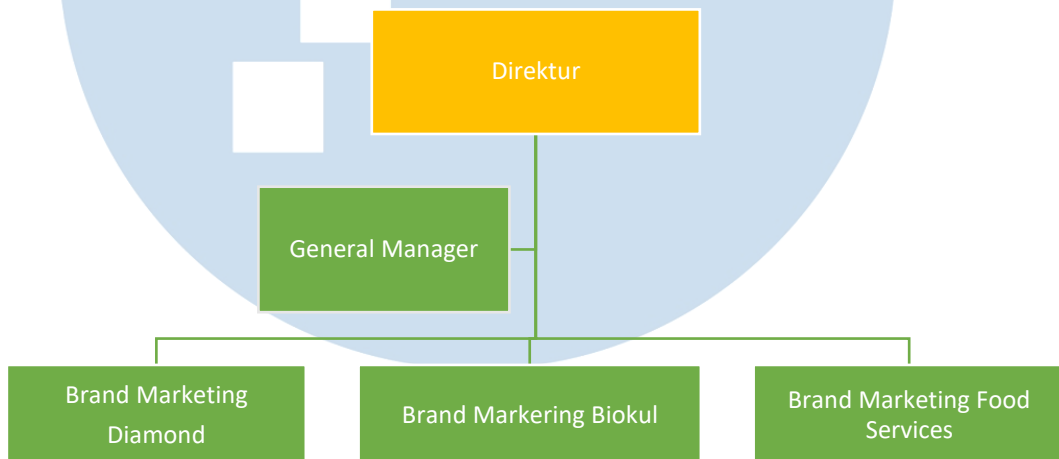 Direktur
General Manager
Brand Marketing
Diamond
Brand Markering Biokul
Brand Marketing Food
Services